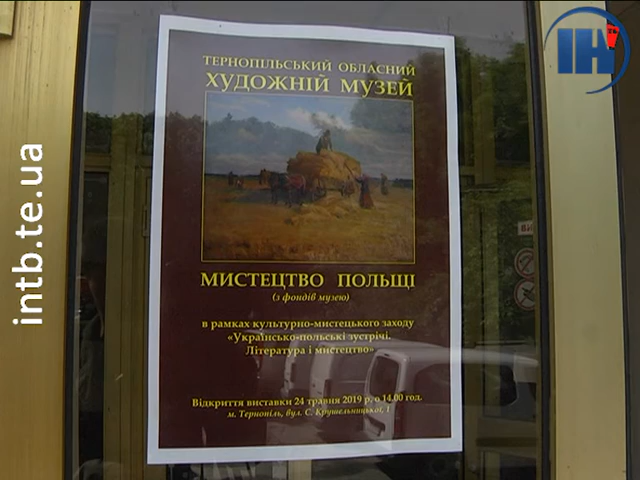 ТЕРНОПІЛЬСЬКИЙ ОБЛАСНИЙ
ХУДОЖНІЙ МУЗЕЙ
МИСТЕЦТВО ПОЛЬЩІ
(з фондів музею)
в рамках культурно-мистецького заходу
«Українсько-польські зустрічі.
Література і мистецтво»
Відкриття виставки 24 травня 2019 р. о 14.00 год.
м. Тернопіль, вул. С. Крушельницької, 1
intb.te.ua
ІН
ТБ